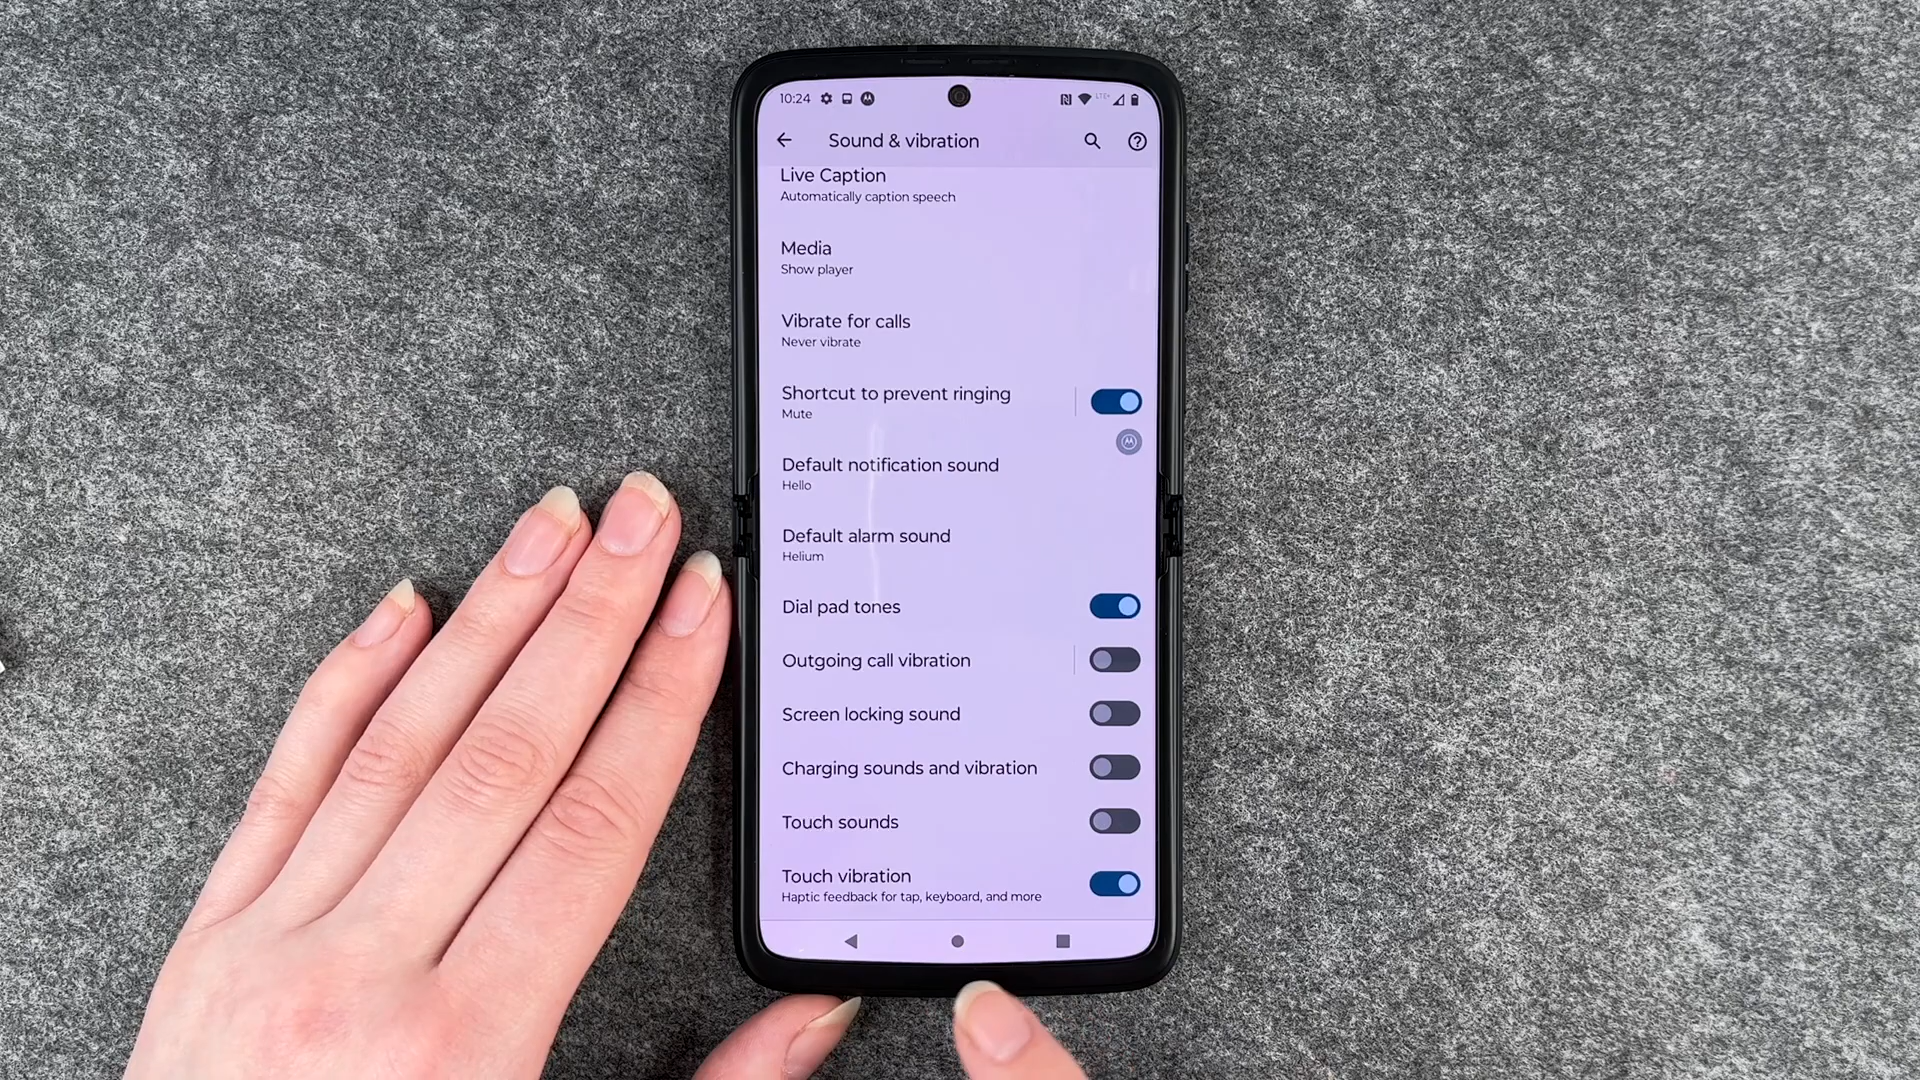 10:24 LTE+
Sound & vibration
Live Caption
Automatically caption speech
Media
Show player
Vibrate for calls
Never vibrate
Shortcut to prevent ringing
Mute
Default notification sound
Hello
Default alarm sound
Helium
Dial pad tones
Outgoing call vibration
Screen locking sound
Charging sounds and vibration
Touch sounds
Touch vibration
Haptic feedback for tap, keyboard, and more